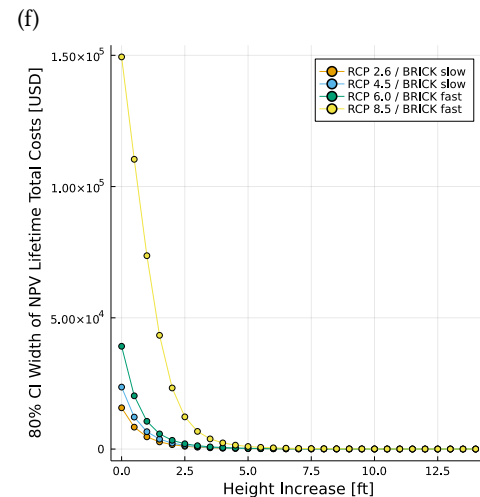 (f)
80% CI Width of NPV Lifetime Total Costs [USD]
1.50×10⁵
1.00×10⁵
5.00×10⁴
0
RCP 2.6 / BRICK slow
RCP 4.5 / BRICK slow
RCP 6.0 / BRICK fast
RCP 8.5 / BRICK fast
0.0 2.5 5.0 7.5 10.0 12.5
Height Increase [ft]